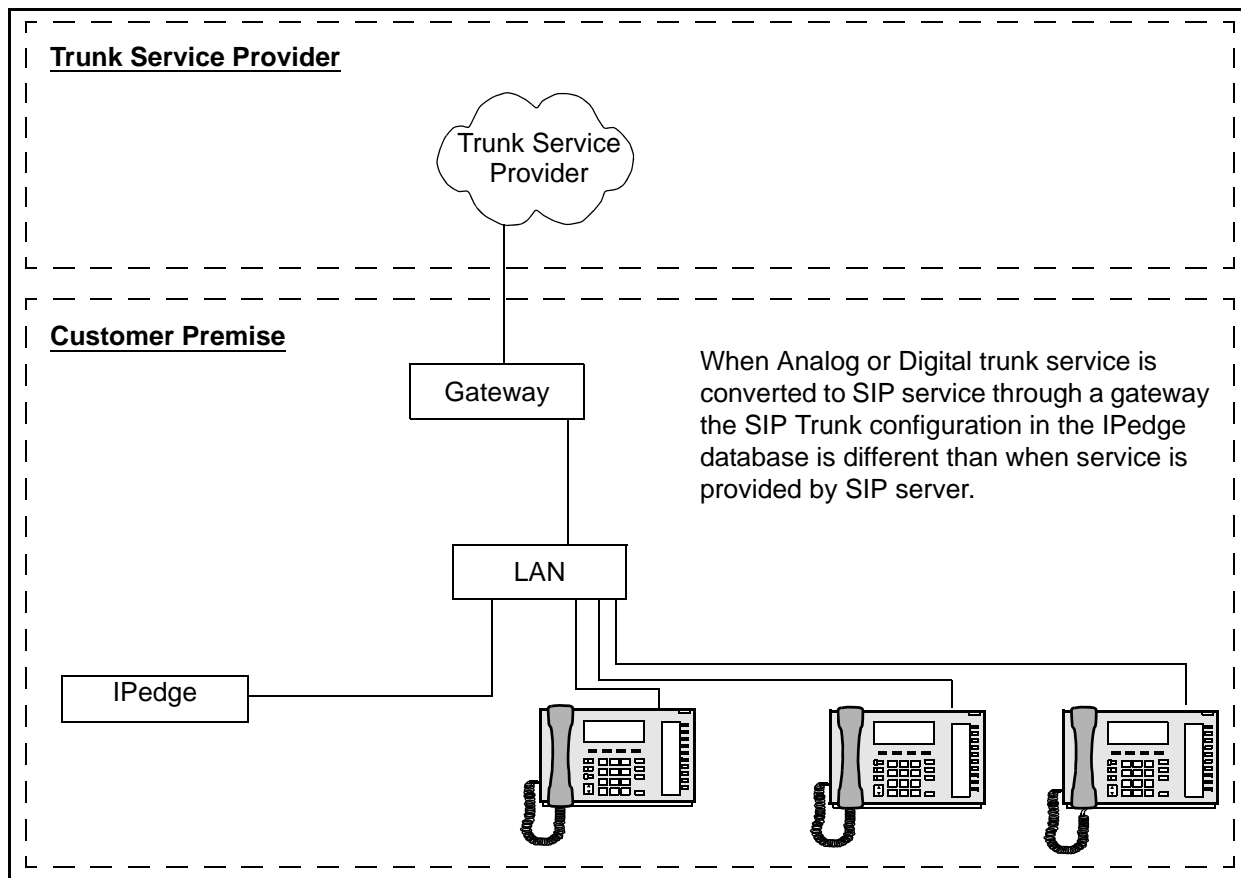 Trunk Service Provider
Trunk Service
Provider
Customer Premise
Gateway
When Analog or Digital trunk service is
converted to SIP service through a gateway
the SIP Trunk configuration in the IPedge
database is different than when service is
provided by SIP server.
LAN
IPedge